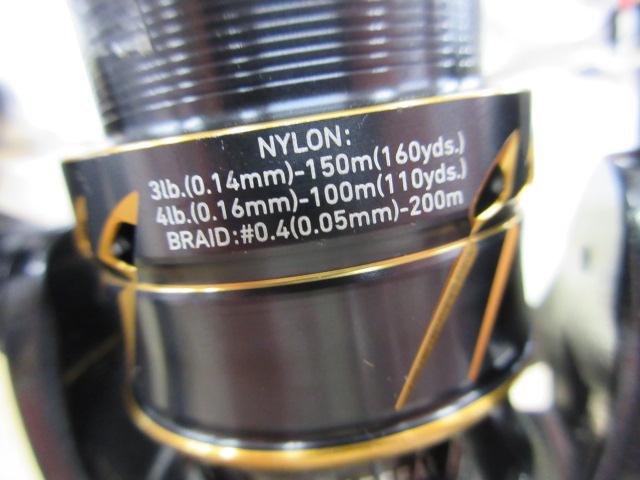 NYLON:
3lb.(0.14mm)-150m(160yds.)
4lb.(0.16mm)-100m(110yds.)
BRAID:#0.4(0.05mm)-200m